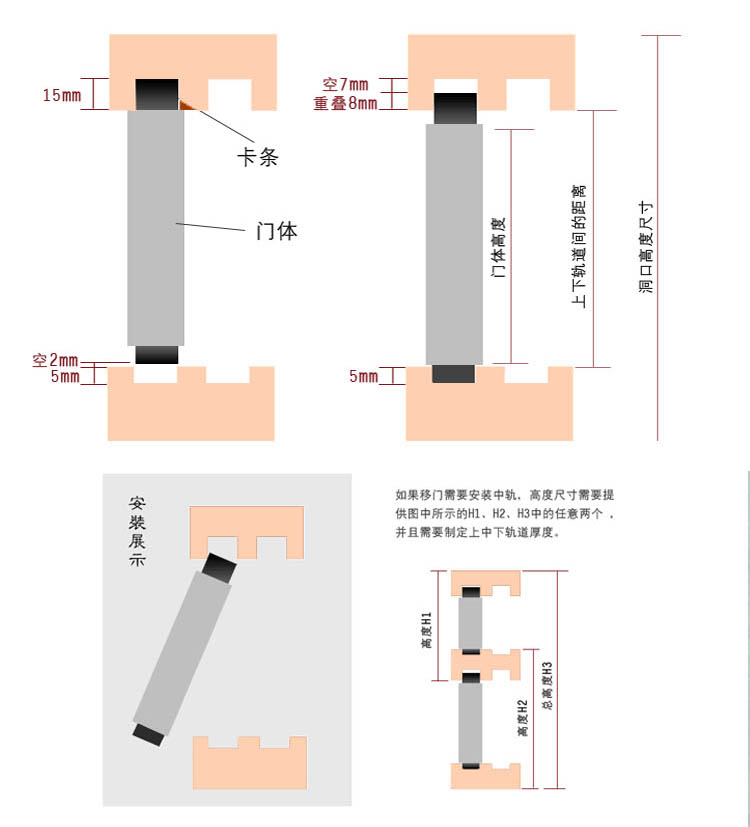 15mm
卡条
门体
空2mm
5mm
空7mm
重叠8mm
5mm
门体高度
上下轨道间的距离
洞口高度尺寸
安裝展示
如果移门需要安装中轨，高度尺寸需要提
供图中所示的H1、H2、H3中的任意两个，
并且需要制定上中下轨道厚度。
高度H1
高度H2
总高度H3